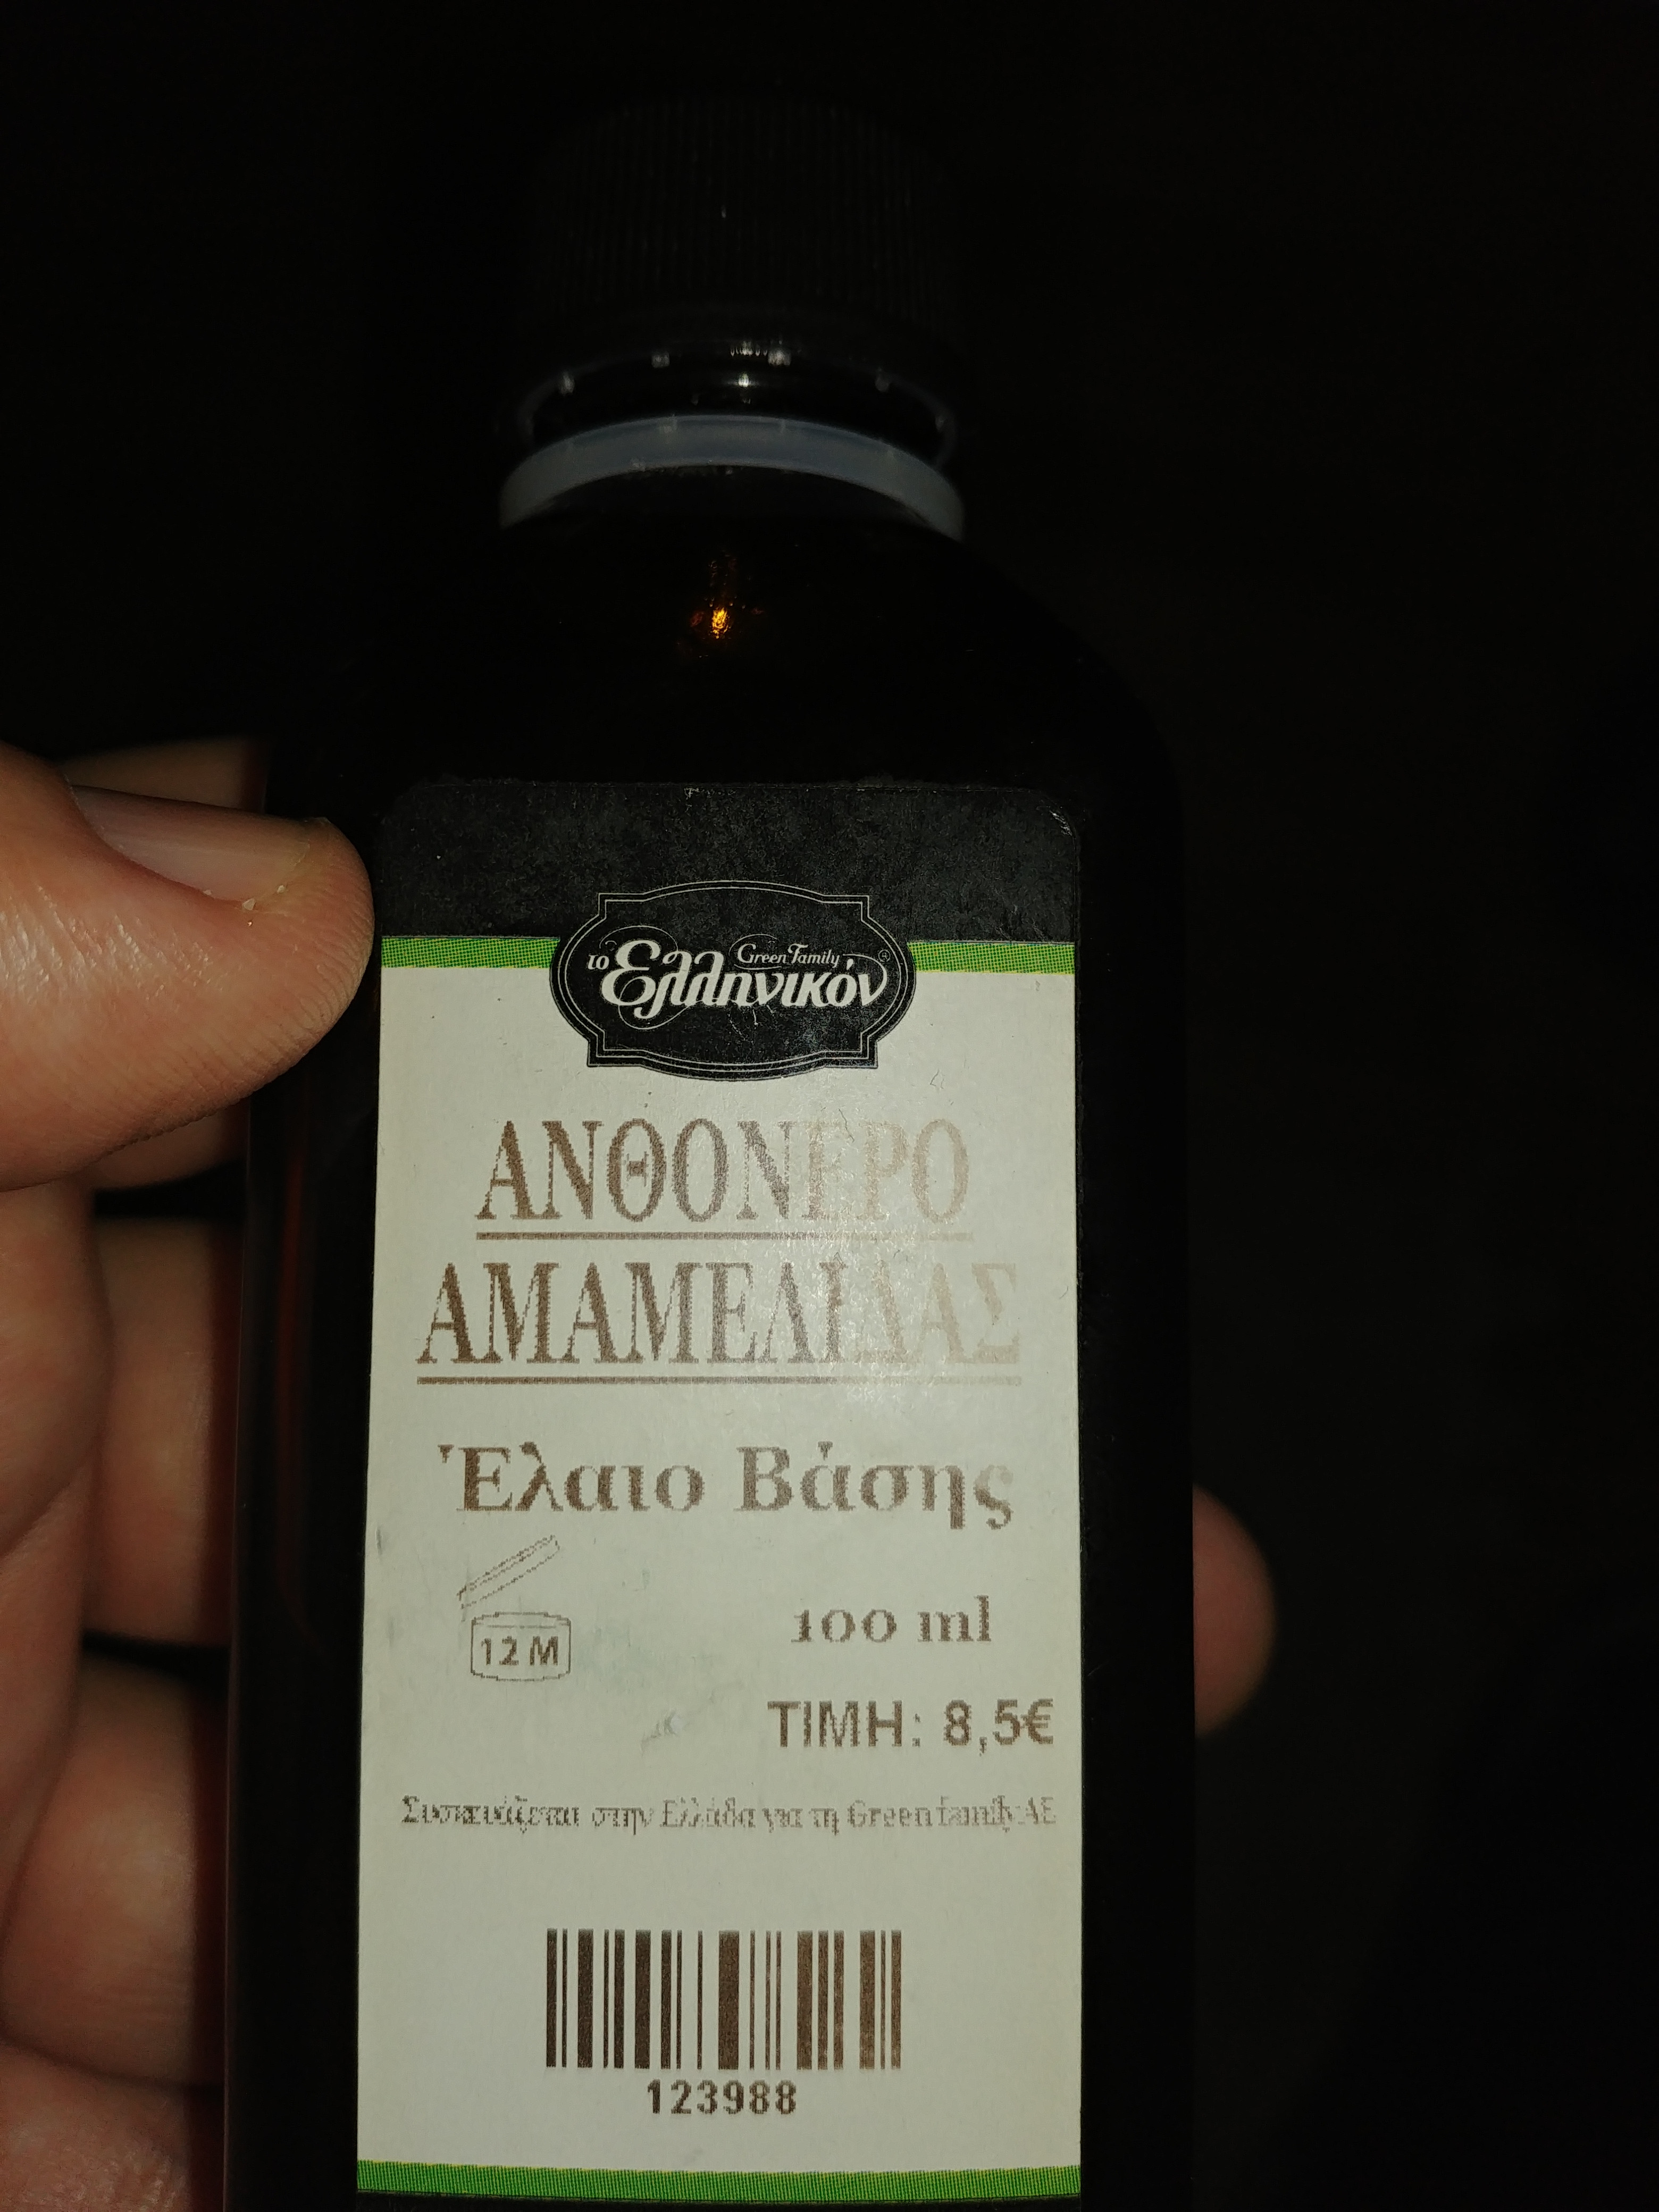 το Ελληνικόν Green Family ®
ΑΝΘΟΝΕΡΟ
ΑΜΑΜΕΛΙΔΑΣ
Έλαιο Βάσης
12 M
100 ml
ΤΙΜΗ: 8,5€
Συσκευάζεται στην Ελλάδα για τη Green family ΑΕ
123988